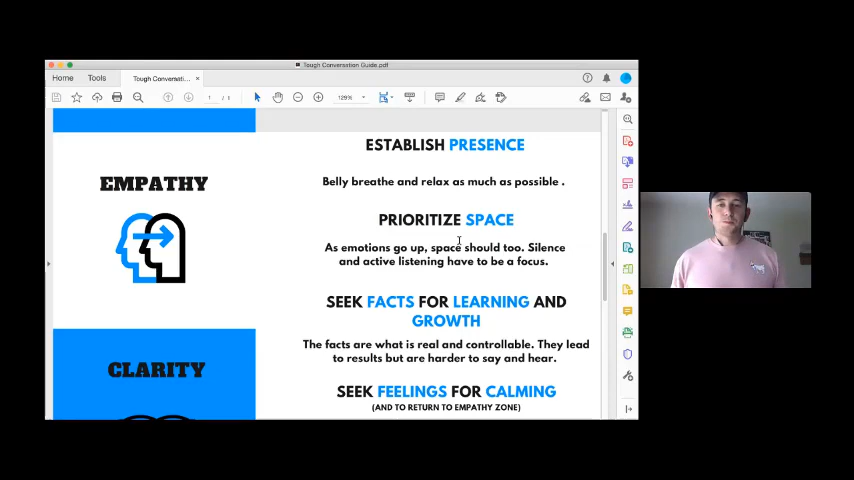 Tough Conversation Guide.pdf
Home
Tools
Tough Conversati...
1 / 1
129%
EMPATHY
ESTABLISH PRESENCE
Belly breathe and relax as much as possible .
PRIORITIZE SPACE
As emotions go up, space should too. Silence
and active listening have to be a focus.
SEEK FACTS FOR LEARNING AND
GROWTH
The facts are what is real and controllable. They lead
to results but are harder to say and hear.
CLARITY
SEEK FEELINGS FOR CALMING
(AND TO RETURN TO EMPATHY ZONE)